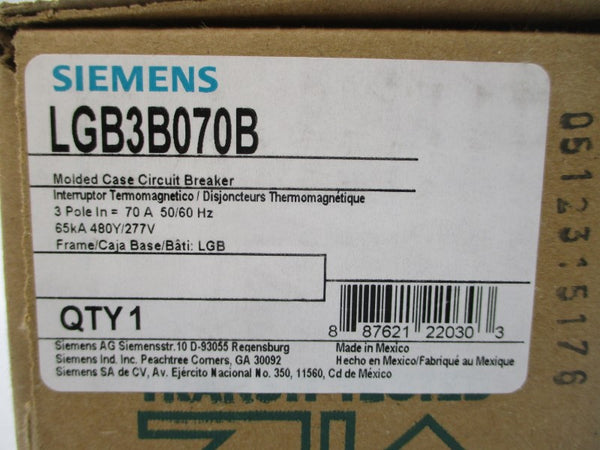 SIEMENS
LGB3B070B
Molded Case Circuit Breaker
Interruptor Termomagnetico / Disjoncteurs Thermomagnétique
3 Pole In = 70 A 50/60 Hz
65kA 480Y/277V
Frame/Caja Base/Bâti: LGB
QTY 1
8 87621 22030 3
Siemens AG Siemensstr.10 D-93055 Regensburg
Siemens Ind. Inc. Peachtree Corners, GA 30092
Siemens SA de CV, Av. Ejército Nacional No. 350, 11560, Cd de México
Made in Mexico
Hecho en Mexico/Fabriqué au Mexique
05123:5176